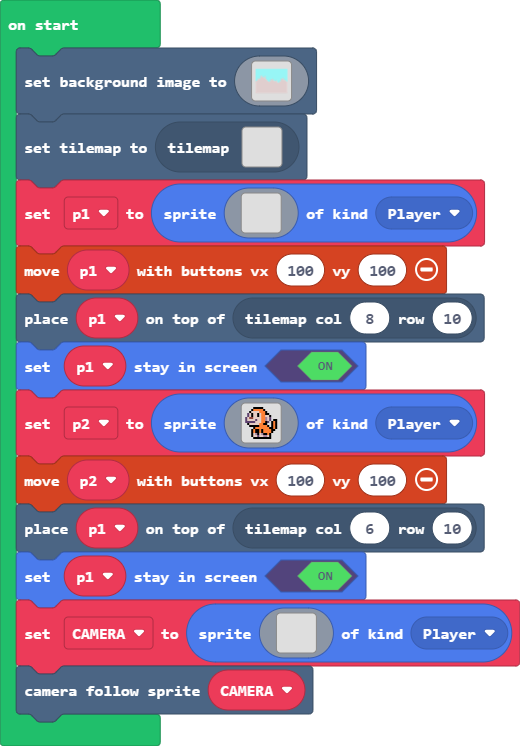 on start
set background image to
set tilemap to tilemap
set p1 to sprite of kind Player
move p1 with buttons vx 100 vy 100
place p1 on top of tilemap col 8 row 10
set p1 stay in screen ON
set p2 to sprite of kind Player
move p2 with buttons vx 100 vy 100
place p1 on top of tilemap col 6 row 10
set p1 stay in screen ON
set CAMERA to sprite of kind Player
camera follow sprite CAMERA